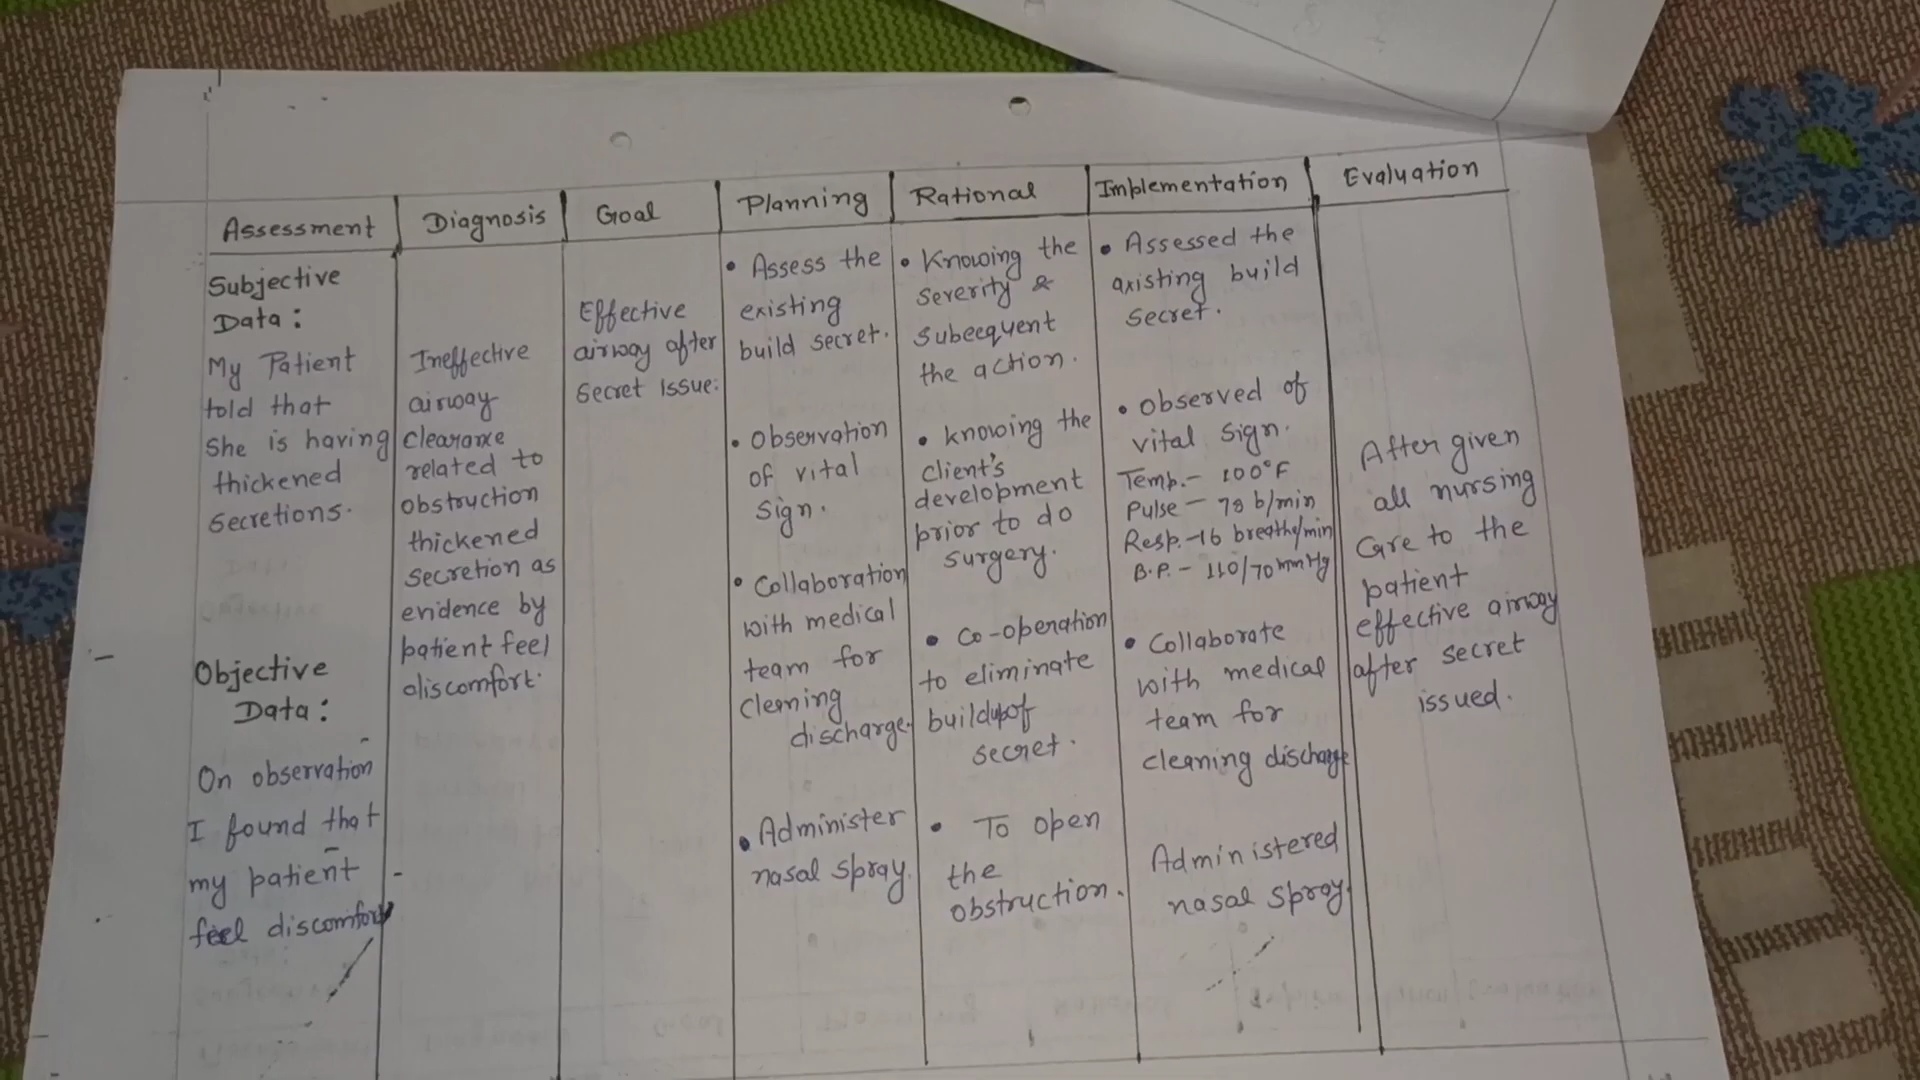 Assessment
Diagnosis
Goal
Planning
Rational
Implementation
Evaluation
Subjective
Data:
My Patient
told that
She is having
thickened
secretions.
Objective
Data:
On observation
I found that
my patient
feel discomfort
Ineffective
airway
clearance
related to
obstruction
thickened
secretion as
evidence by
patient feel
discomfort.
Effective
airway after
secret issue.
• Assess the
existing
build secret.
• Observation
of vital
sign.
• Collaboration
with medical
team for
cleaning
discharge.
• Administer
nasal spray.
• Knowing the
severity &
subeequent
the action.
• knowing the
client's
development
prior to do
surgery.
• Co-operation
to eliminate
buildup of
secret.
• To open
the
obstruction.
• Assessed the
axisting build
secret.
• Observed of
vital sign.
Temp.- 100°F
Pulse - 78 b/min
Resp.-16 breathe/min
B.P. - 110/70 mmHg
• Collaborate
with medical
team for
cleaning discharge
Administered
nasal spray.
After given
all nursing
care to the
patient
effective airway
after secret
issued.